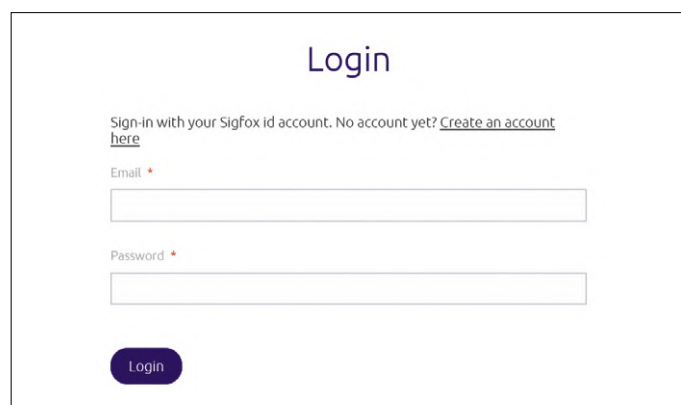 Login
Sign-in with your Sigfox id account. No account yet? Create an account
here
Email *
Password *
Login